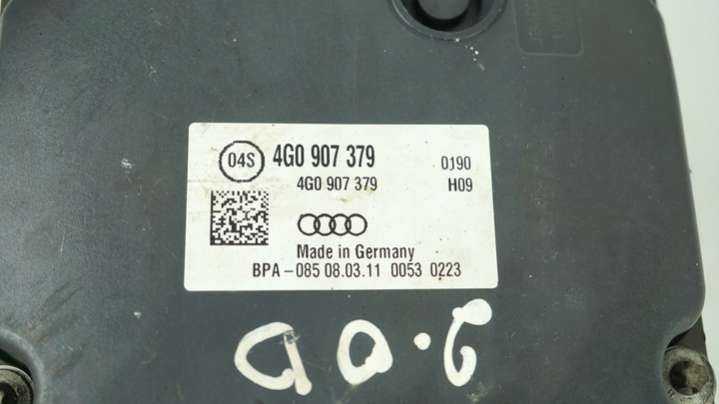 04S 4G0 907 379 0190
4G0 907 379 H09
Made in Germany
BPA-085 08.03.11 0053 0223